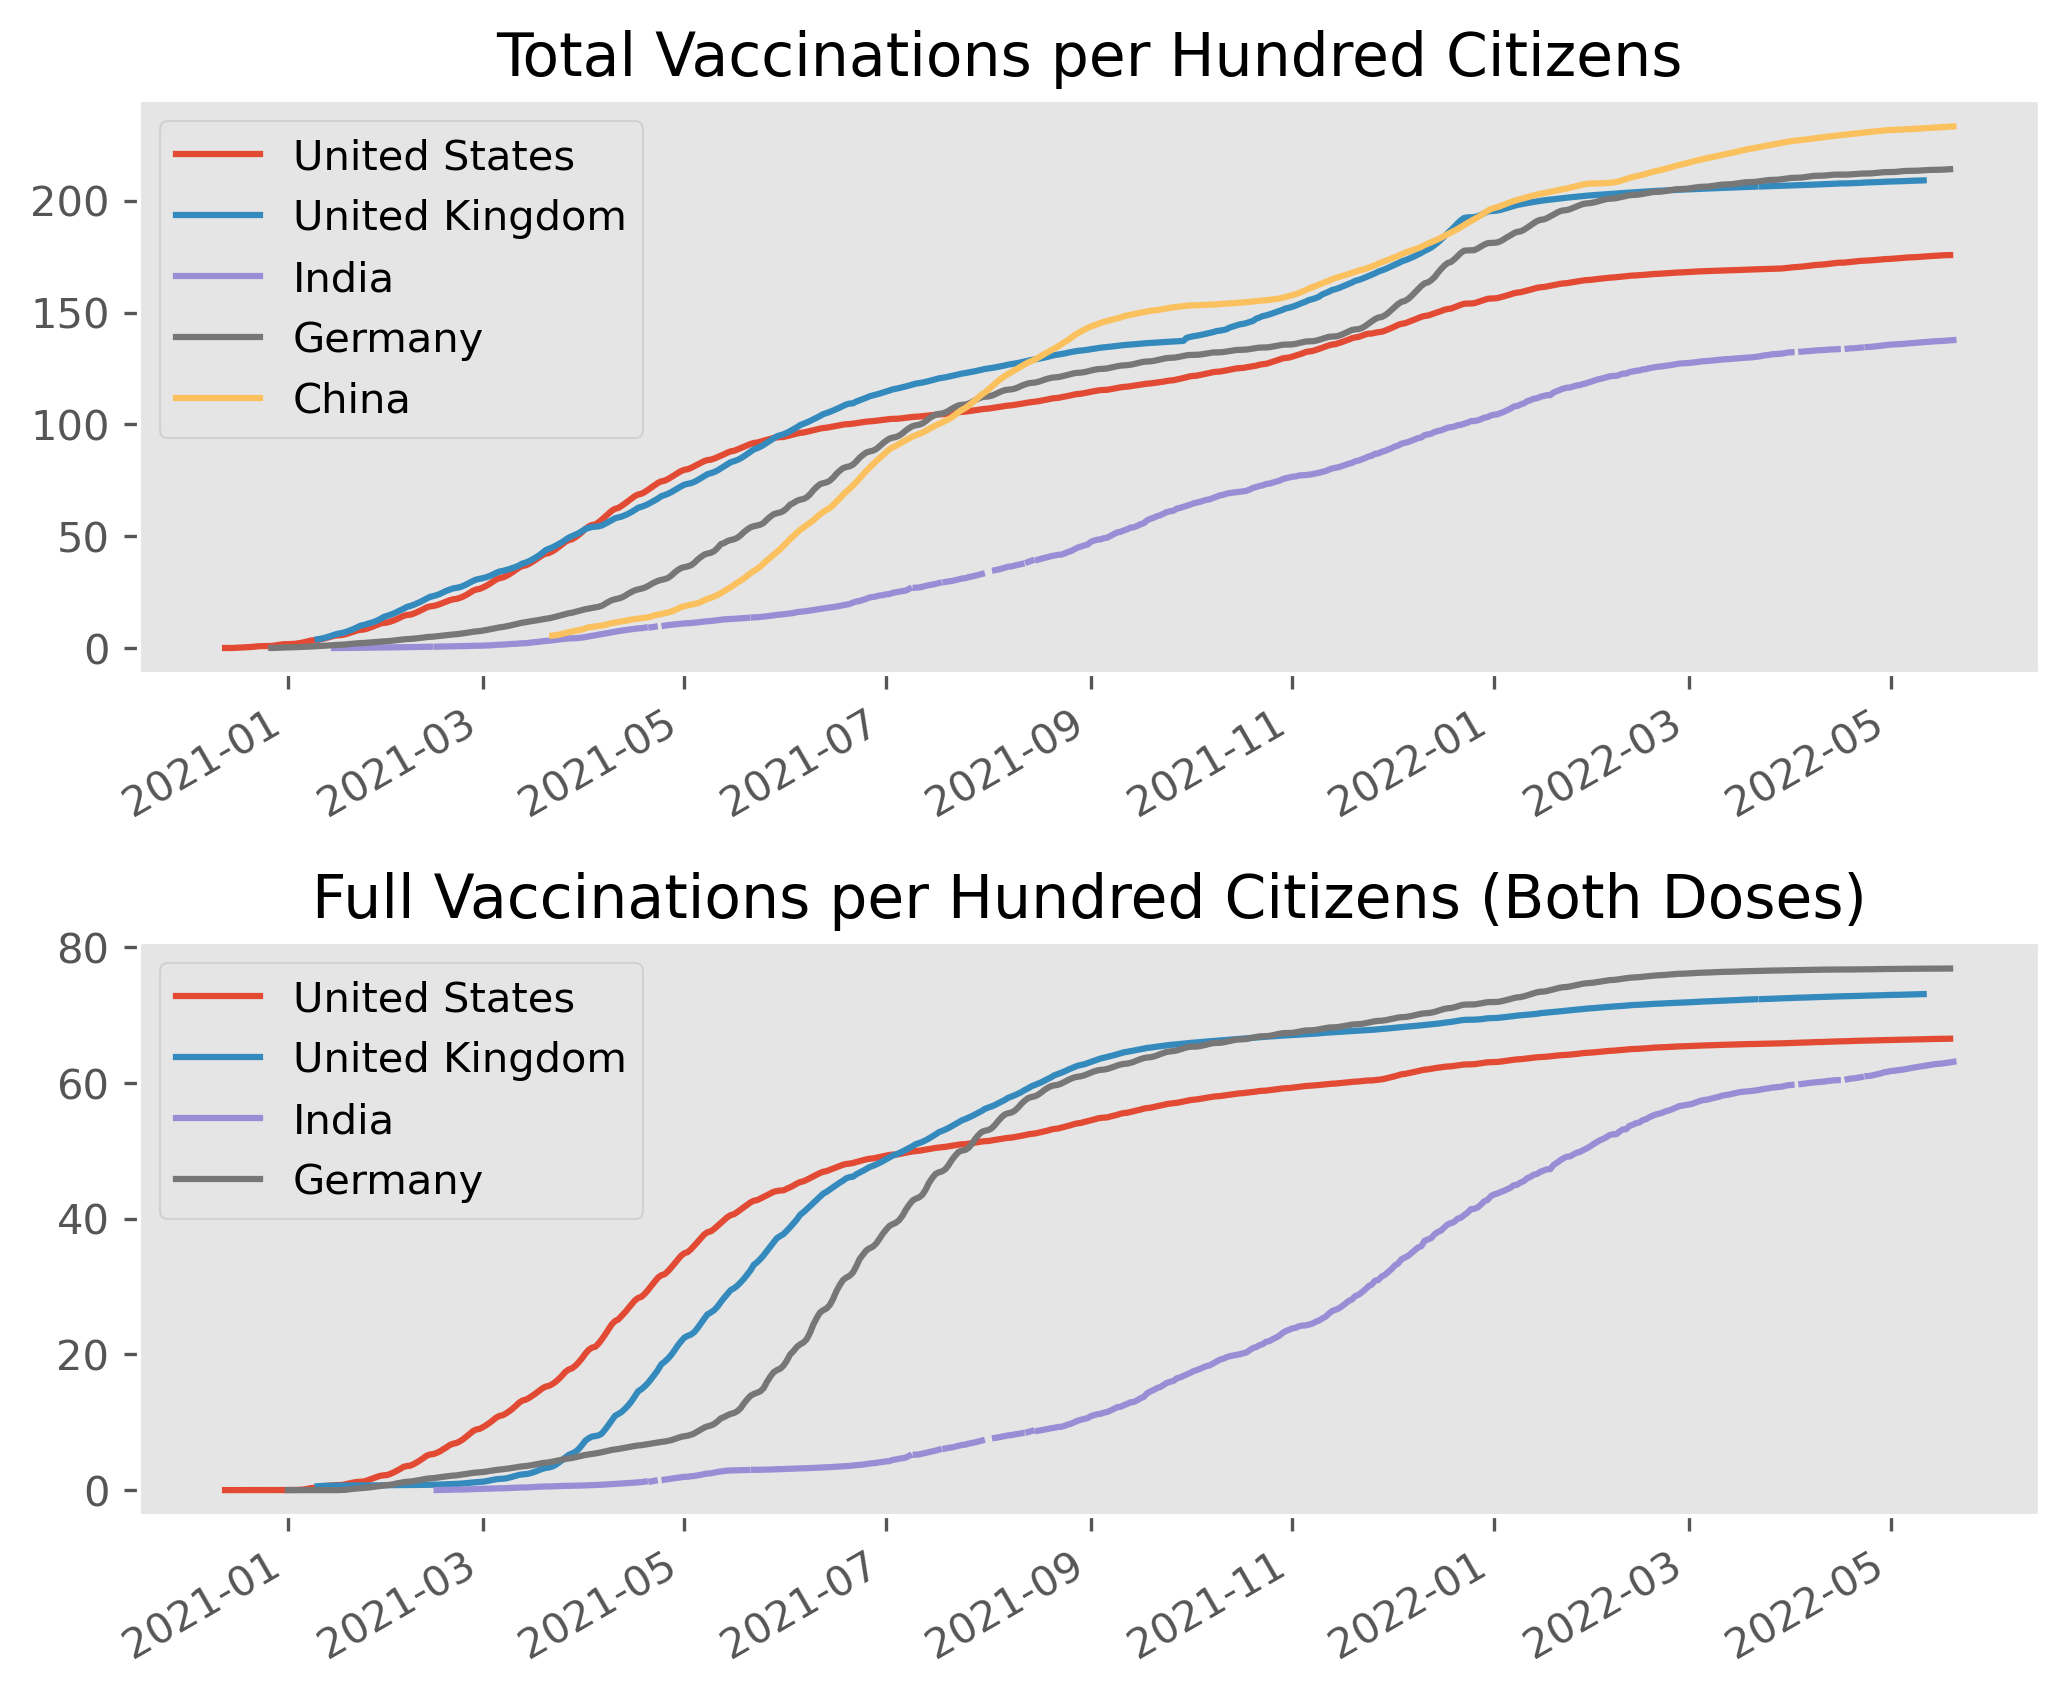 Total Vaccinations per Hundred Citizens
United States
United Kingdom
India
Germany
China
200
150
100
50
0
2021-01
2021-03
2021-05
2021-07
2021-09
2021-11
2022-01
2022-03
2022-05
Full Vaccinations per Hundred Citizens (Both Doses)
United States
United Kingdom
India
Germany
80
60
40
20
0
2021-01
2021-03
2021-05
2021-07
2021-09
2021-11
2022-01
2022-03
2022-05